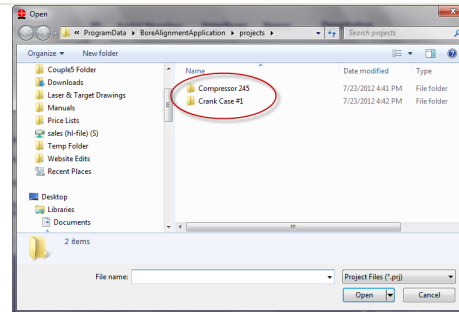 Open
« ProgramData ▸ BoreAlignmentApplication ▸ projects ▸
Search projects
Organize ▾ New folder
Couple5 Folder
Downloads
Laser & Target Drawings
Manuals
Price Lists
sales (hl-file) (S)
Temp Folder
Website Edits
Recent Places
Desktop
Libraries
Documents
Name Date modified Type
Compressor 245 7/23/2012 4:41 PM File folder
Crank Case #1 7/23/2012 4:42 PM File folder
2 items
File name: Project Files (*.prj)
Open Cancel